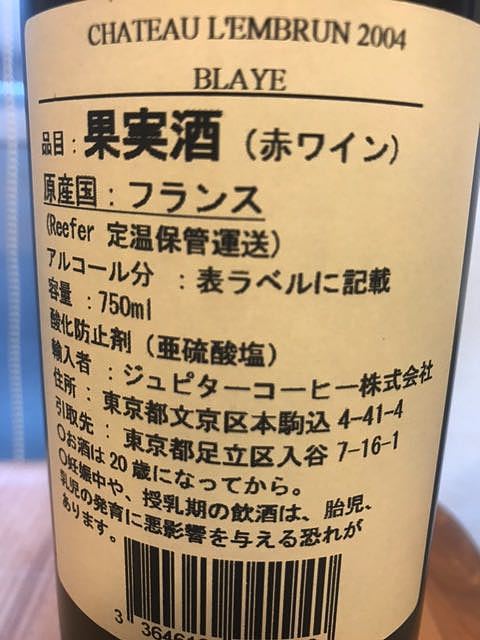 CHATEAU L'EMBRUN 2004
BLAYE
品目：果実酒（赤ワイン）
原産国：フランス
(Reefer 定温保管運送)
アルコール分 ：表ラベルに記載
容量 ：750ml
酸化防止剤（亜硫酸塩）
輸入者 ：ジュピターコーヒー株式会社
住所 ：東京都文京区本駒込 4-41-4
引取先 ：東京都足立区入谷 7-16-1
○お酒は 20 歳になってから。
○妊娠中や、授乳期の飲酒は、胎児、
乳児の発育に悪影響を与える恐れが
あります。
3